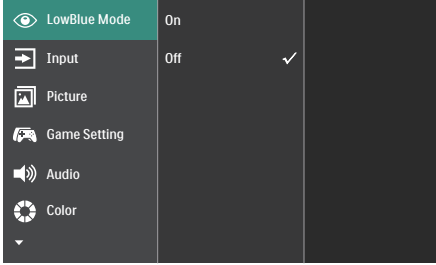 LowBlue Mode
On
Input
Off
Picture
Game Setting
Audio
Color